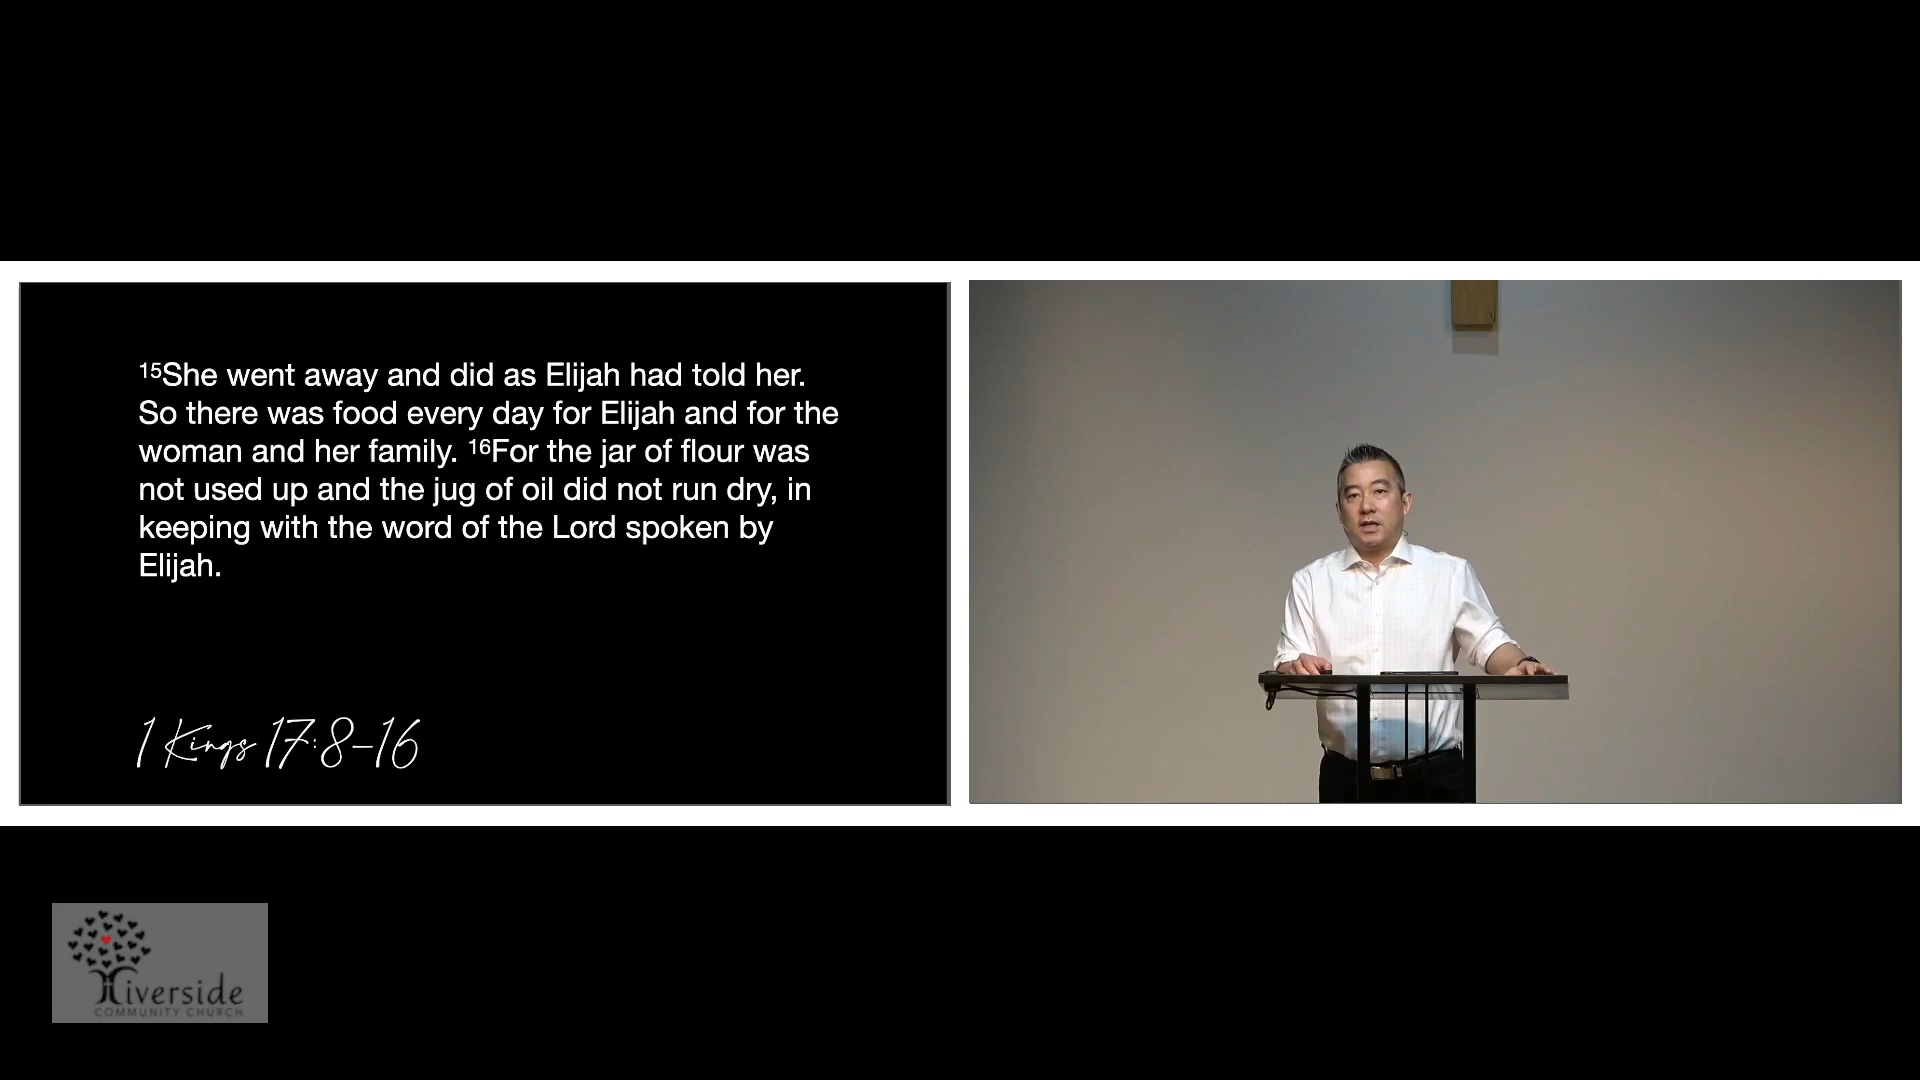 ¹⁵She went away and did as Elijah had told her.
So there was food every day for Elijah and for the
woman and her family. ¹⁶For the jar of flour was
not used up and the jug of oil did not run dry, in
keeping with the word of the Lord spoken by
Elijah.
1 Kings 17:8-16
Riverside
COMMUNITY CHURCH